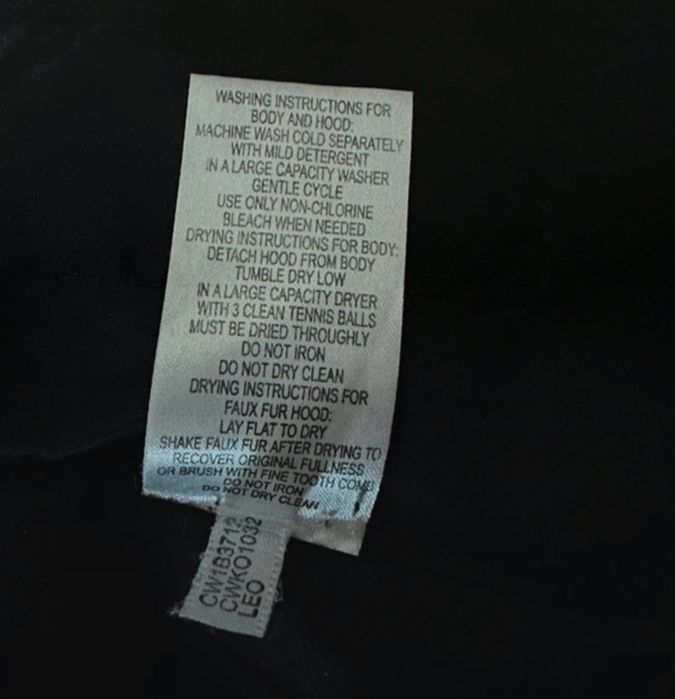 WASHING INSTRUCTIONS FOR
BODY AND HOOD:
MACHINE WASH COLD SEPARATELY
WITH MILD DETERGENT
IN A LARGE CAPACITY WASHER
GENTLE CYCLE
USE ONLY NON-CHLORINE
BLEACH WHEN NEEDED
DRYING INSTRUCTIONS FOR BODY:
DETACH HOOD FROM BODY
TUMBLE DRY LOW
IN A LARGE CAPACITY DRYER
WITH 3 CLEAN TENNIS BALLS
MUST BE DRIED THROUGHLY
DO NOT IRON
DO NOT DRY CLEAN
DRYING INSTRUCTIONS FOR
FAUX FUR HOOD:
LAY FLAT TO DRY
SHAKE FAUX FUR AFTER DRYING TO
RECOVER ORIGINAL FULLNESS
OR BRUSH WITH FINE TOOTH COMB
DO NOT IRON
DO NOT DRY CLEAN
CW1B3712
CWKO1032
LEO